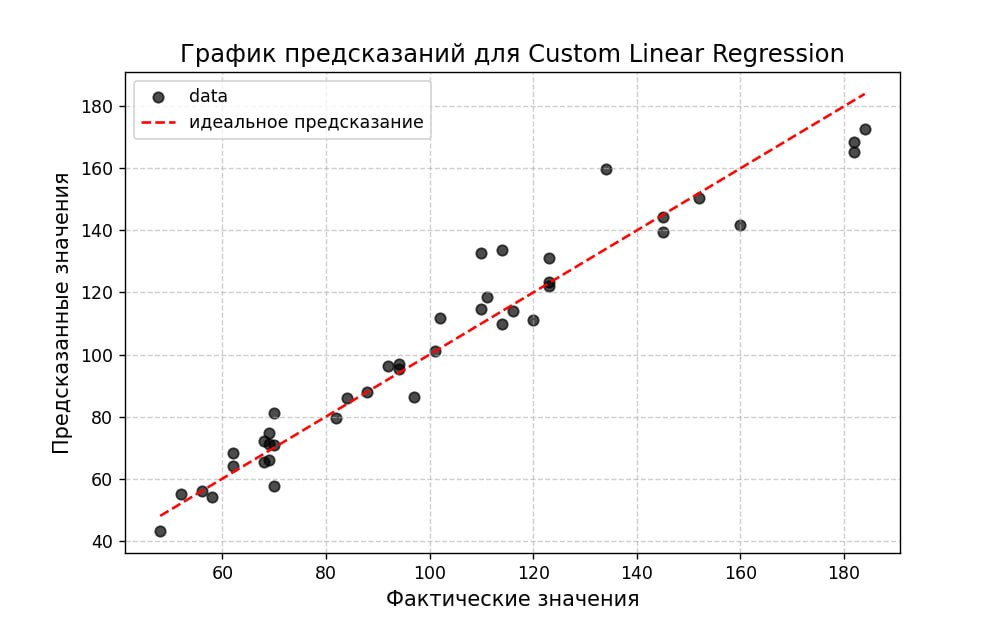 График предсказаний для Custom Linear Regression
data
идеальное предсказание
Предсказанные значения
180
160
140
120
100
80
60
40
60 80 100 120 140 160 180
Фактические значения